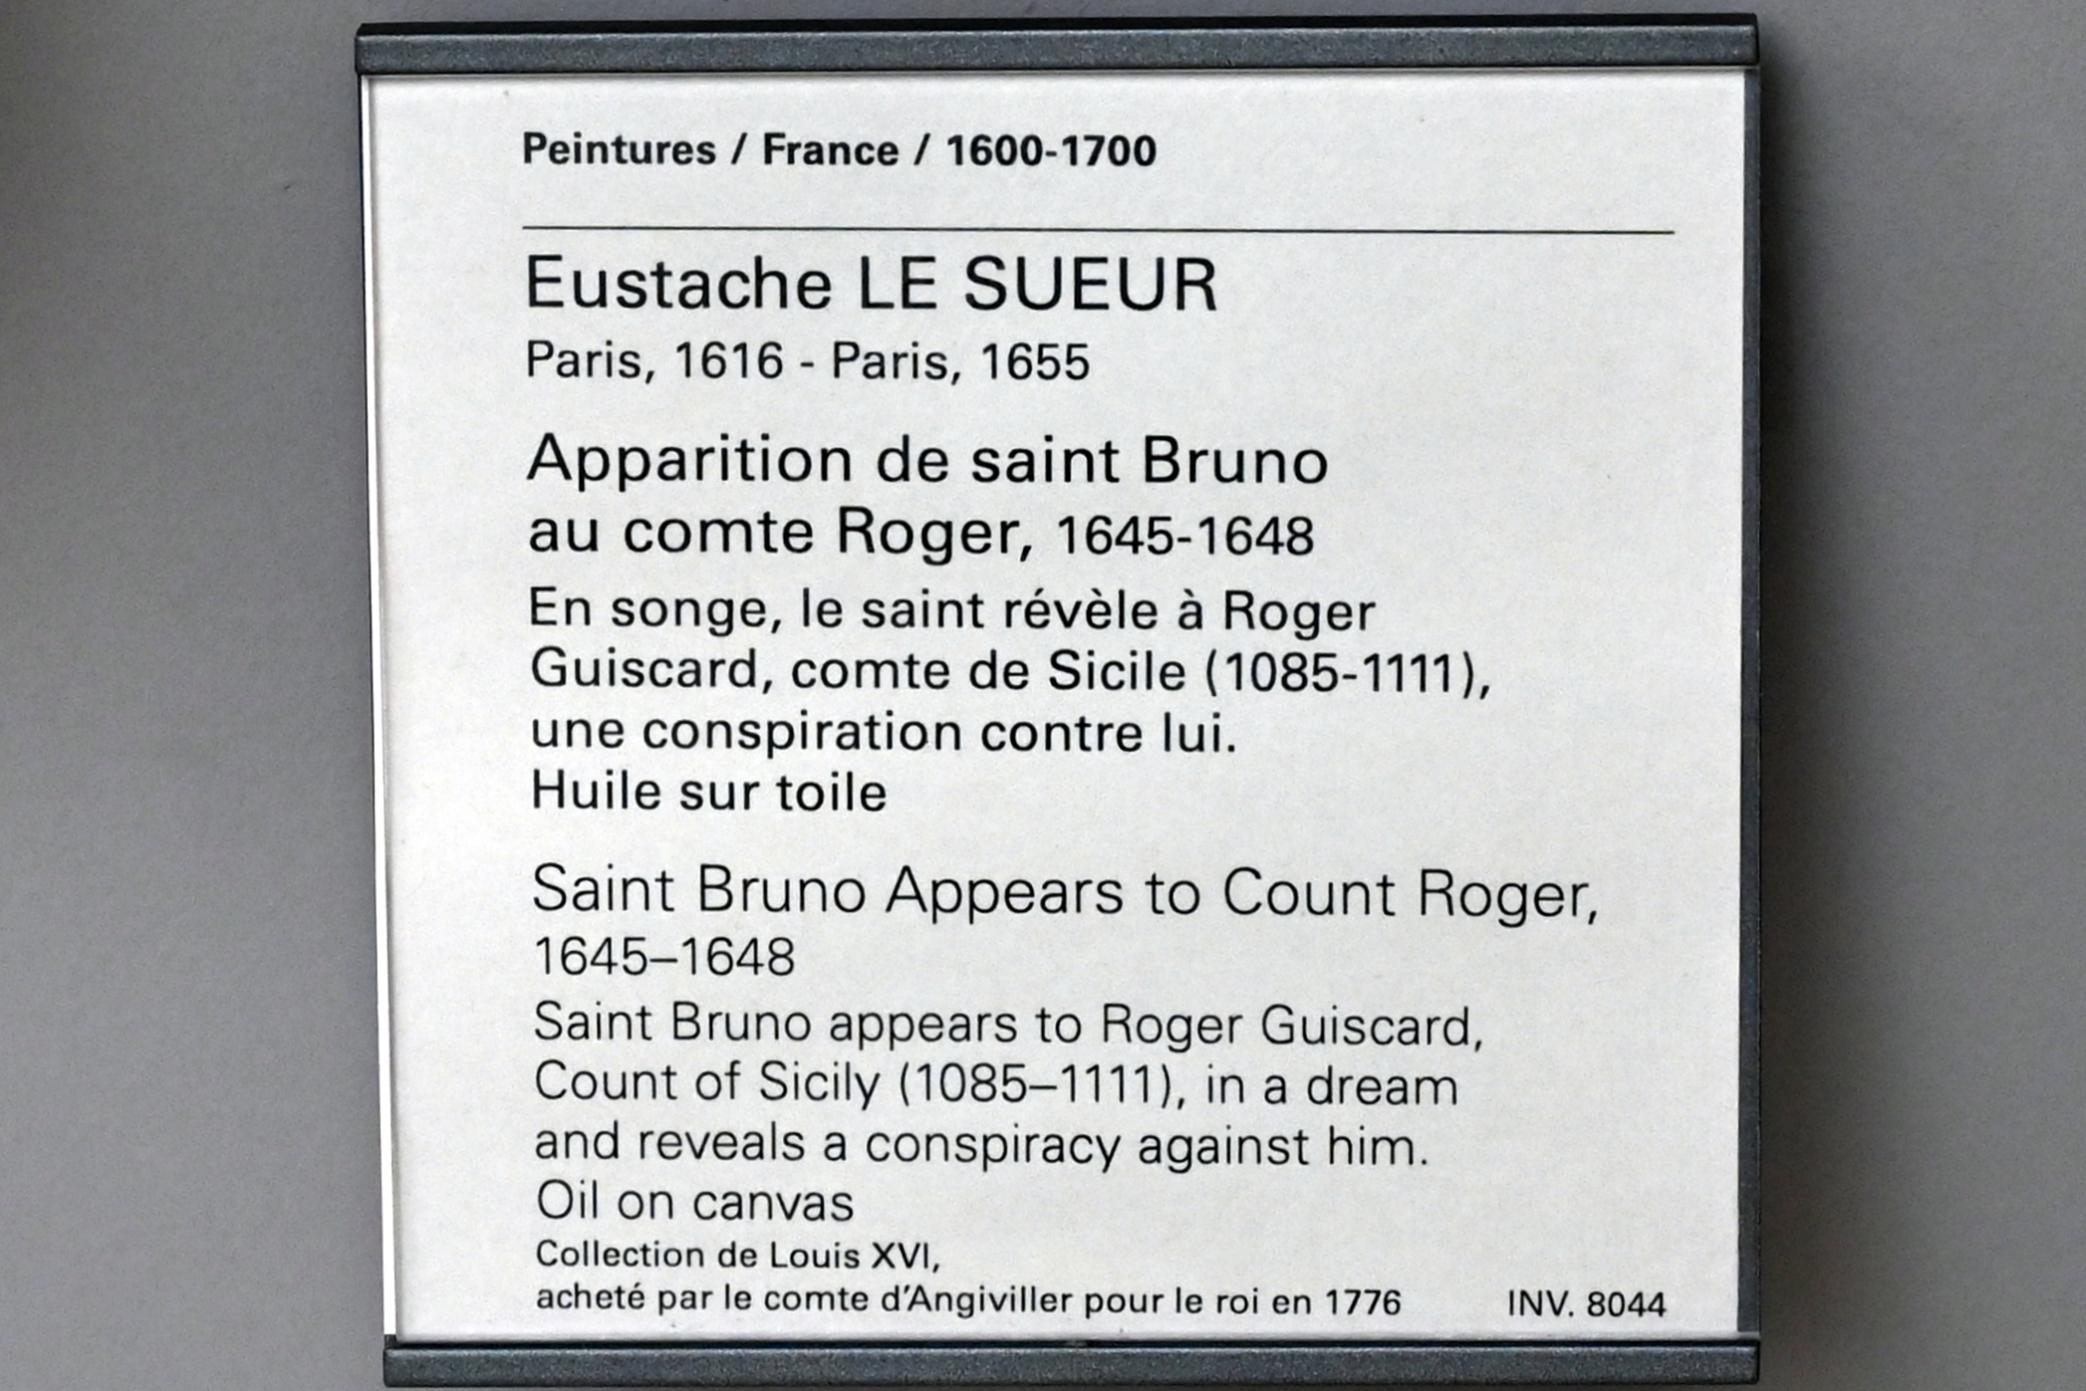 Peintures / France / 1600-1700
Eustache LE SUEUR
Paris, 1616 - Paris, 1655
Apparition de saint Bruno
au comte Roger, 1645-1648
En songe, le saint révèle à Roger
Guiscard, comte de Sicile (1085-1111),
une conspiration contre lui.
Huile sur toile
Saint Bruno Appears to Count Roger,
1645–1648
Saint Bruno appears to Roger Guiscard,
Count of Sicily (1085–1111), in a dream
and reveals a conspiracy against him.
Oil on canvas
Collection de Louis XVI,
acheté par le comte d'Angiviller pour le roi en 1776 INV. 8044